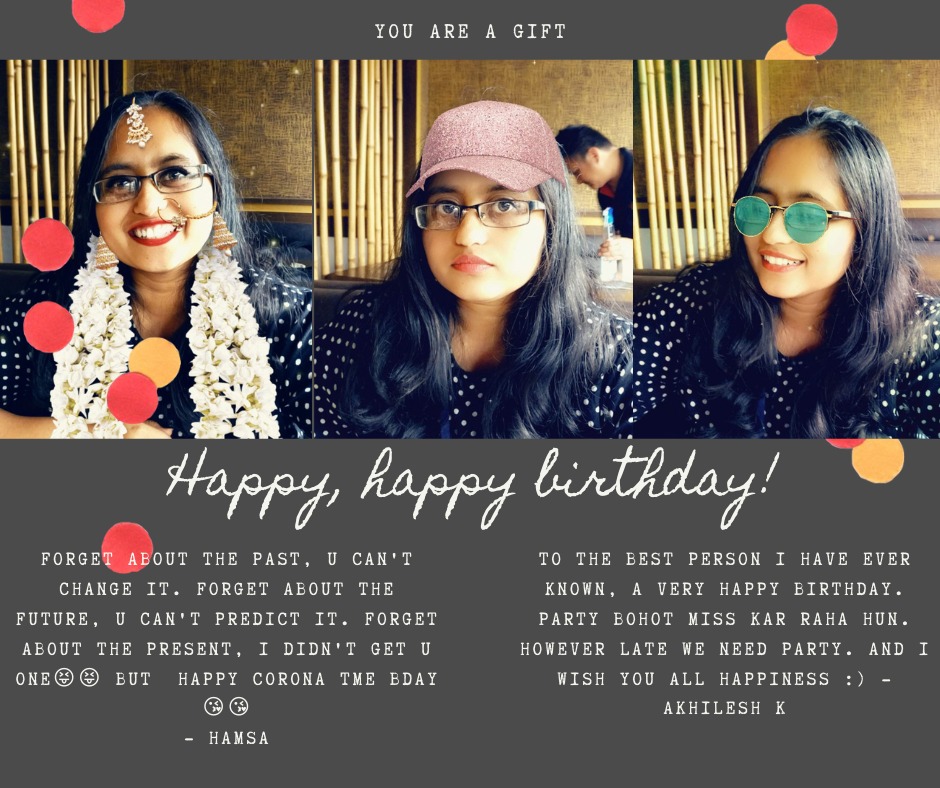 YOU ARE A GIFT
Happy, happy birthday!
FORGET ABOUT THE PAST, U CAN'T
CHANGE IT. FORGET ABOUT THE
FUTURE, U CAN'T PREDICT IT. FORGET
ABOUT THE PRESENT, I DIDN'T GET U
ONE😝😝 BUT HAPPY CORONA TME BDAY
😘😘
- HAMSA
TO THE BEST PERSON I HAVE EVER
KNOWN, A VERY HAPPY BIRTHDAY.
PARTY BOHOT MISS KAR RAHA HUN.
HOWEVER LATE WE NEED PARTY. AND I
WISH YOU ALL HAPPINESS :) -
AKHILESH K